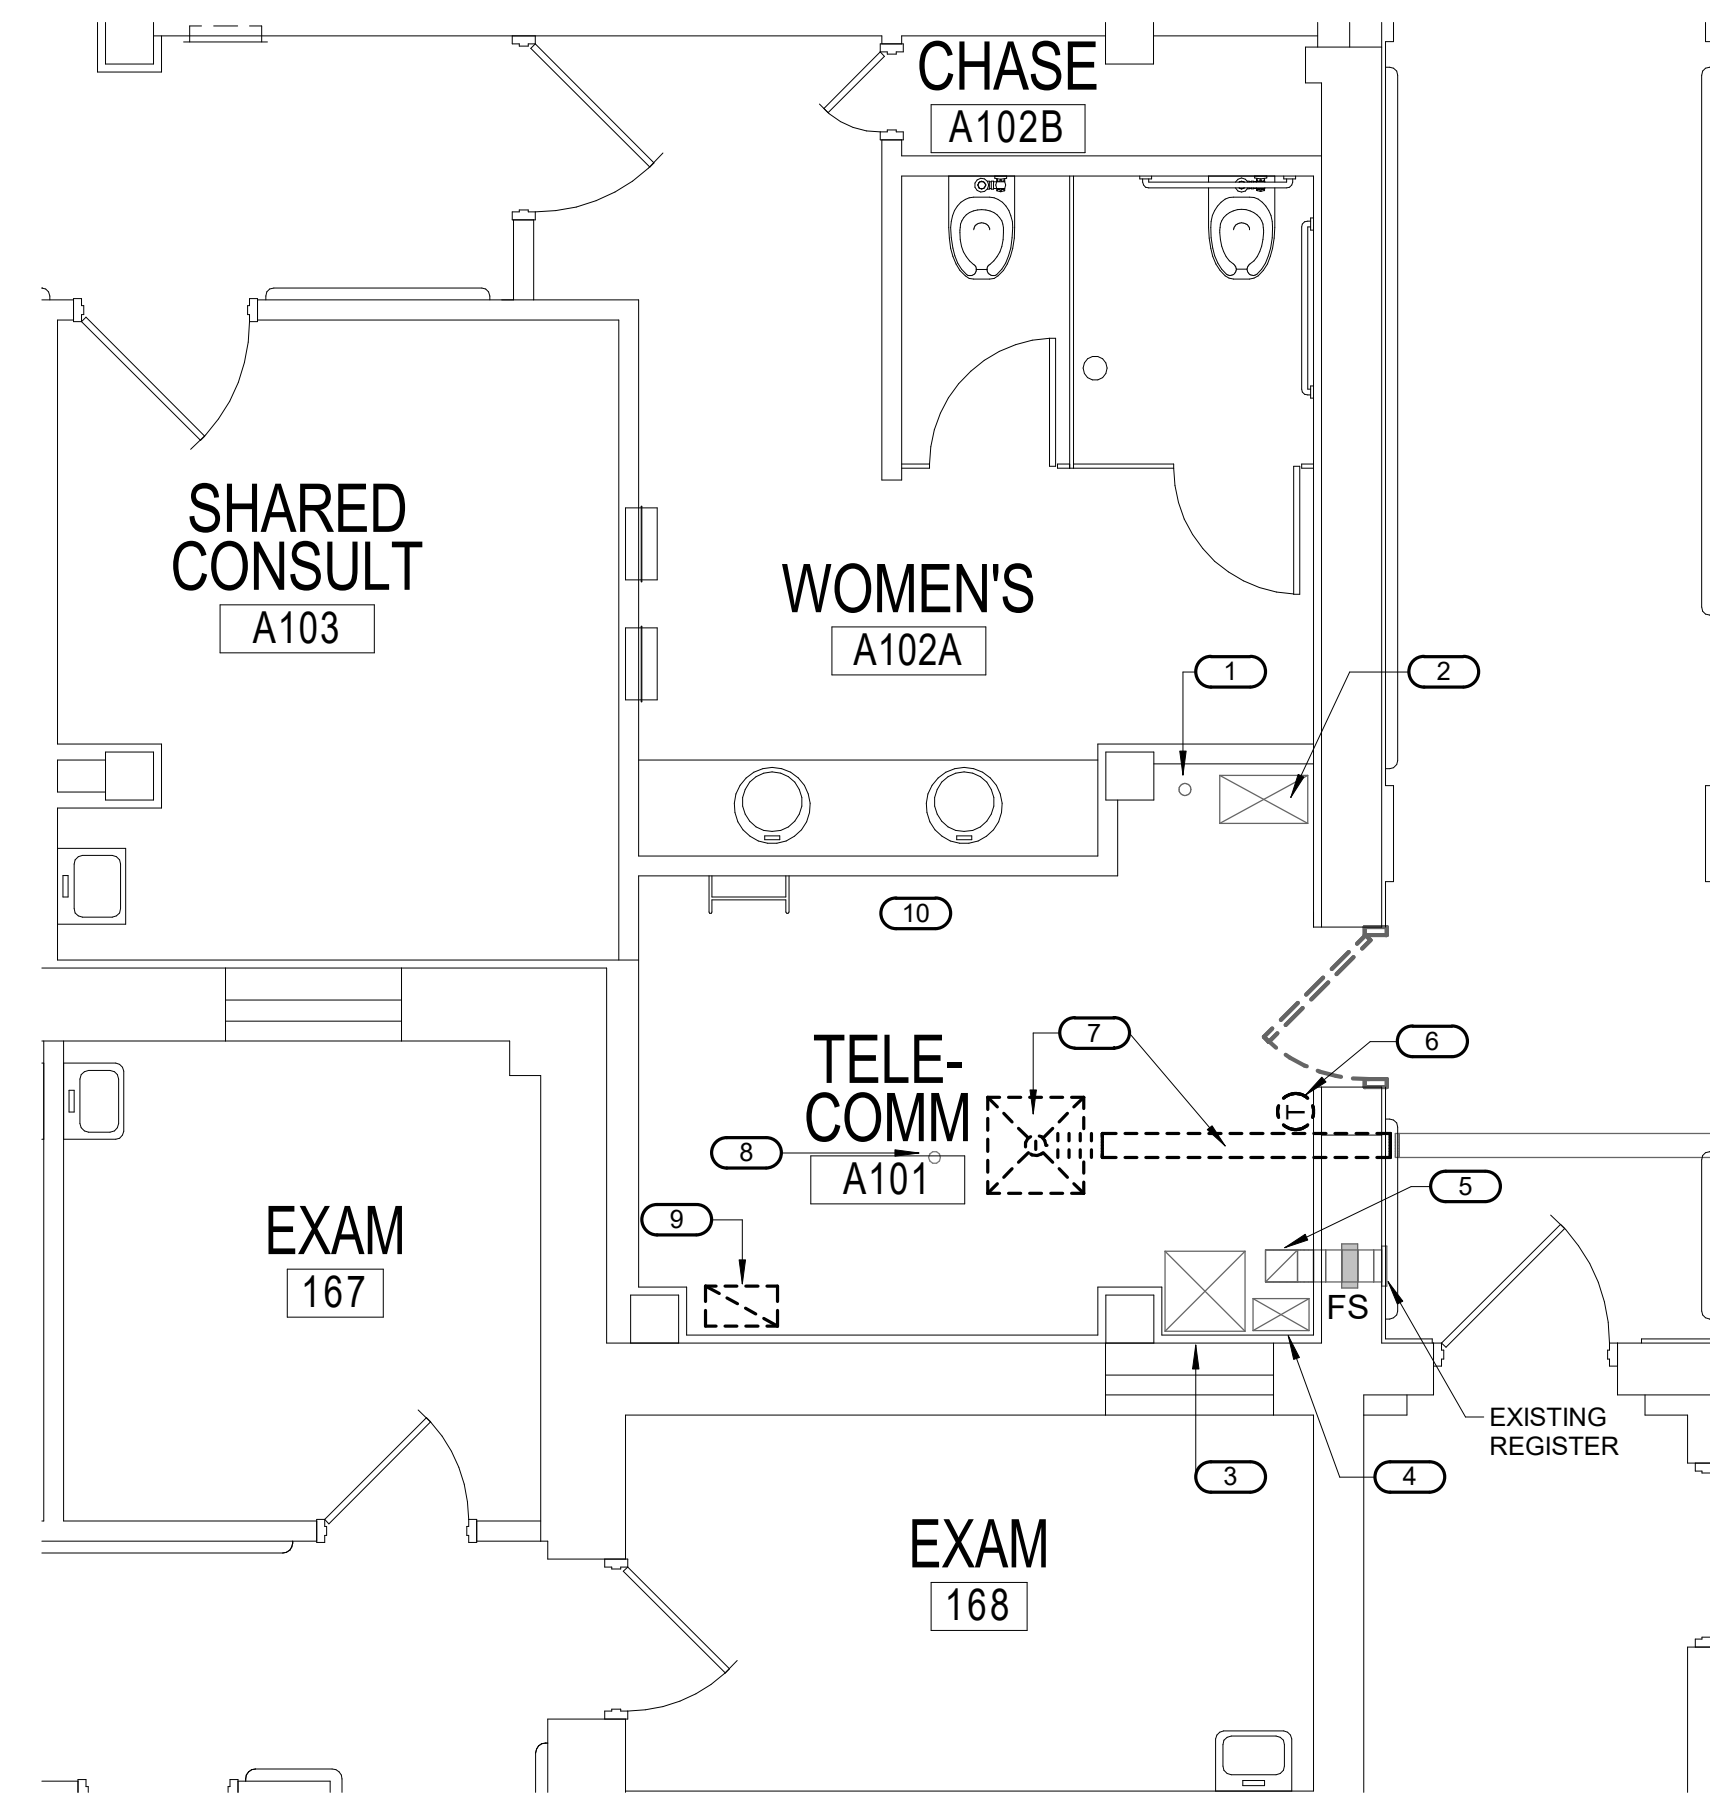 CHASE
A102B
SHARED
CONSULT
A103
WOMEN'S
A102A
1
2
10
TELE-
COMM
A101
7
6
T
8
5
9
FS
EXAM
167
EXISTING
REGISTER
3
4
EXAM
168